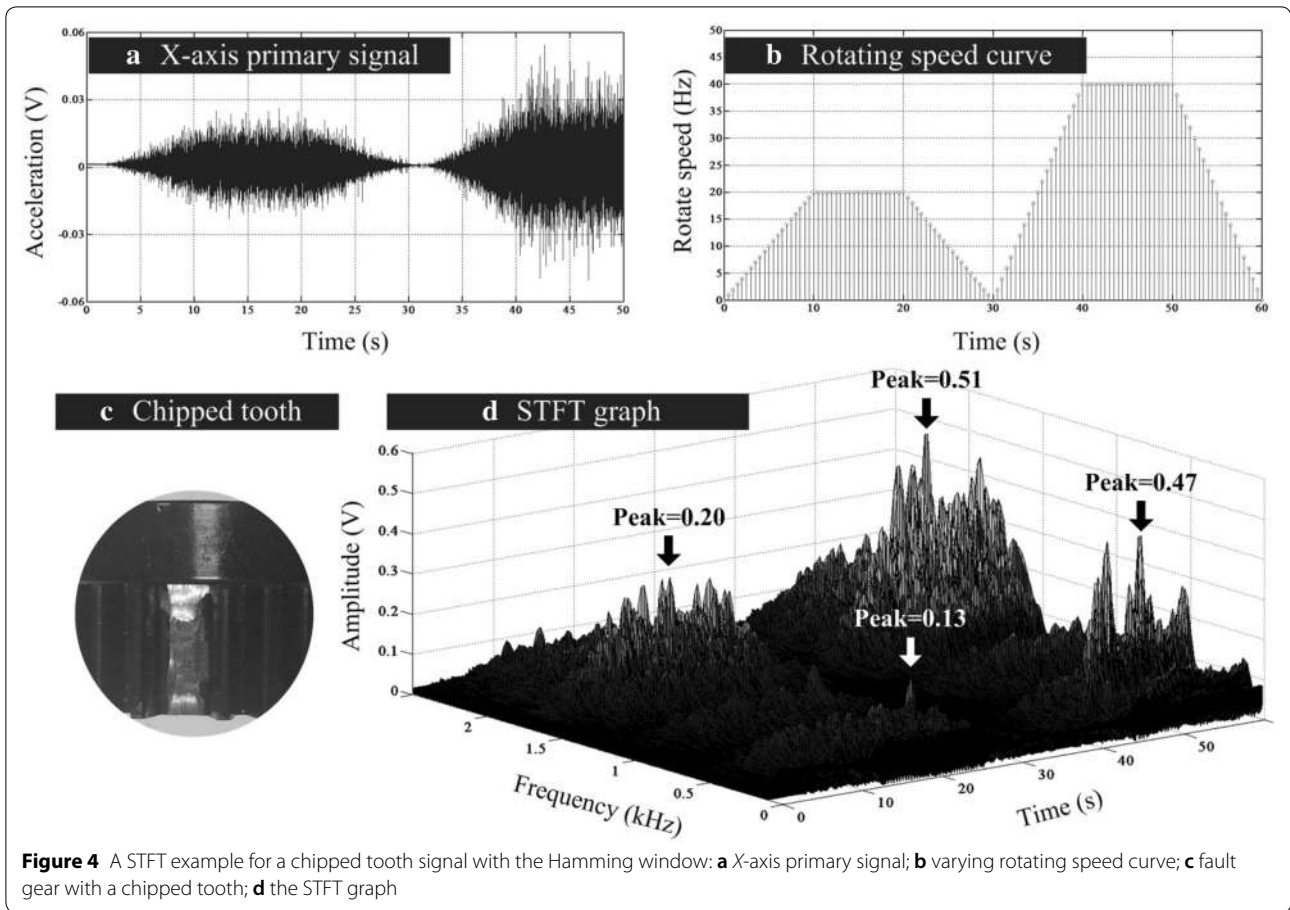 a X-axis primary signal
Acceleration (V)
0.06
0.03
0
-0.03
-0.06
0 5 10 15 20 25 30 35 40 45 50
Time (s)
b Rotating speed curve
Rotate speed (Hz)
50
45
40
35
30
25
20
15
10
5
0
0 10 20 30 40 50 60
Time (s)
c Chipped tooth
d STFT graph
Peak=0.51
Peak=0.47
Peak=0.20
Peak=0.13
Amplitude (V)
0.6
0.5
0.4
0.3
0.2
0.1
0
2
1.5
1
0.5
0
Frequency (kHz)
0 10 20 30 40 50
Time (s)
Figure 4 A STFT example for a chipped tooth signal with the Hamming window: a X-axis primary signal; b varying rotating speed curve; c fault
gear with a chipped tooth; d the STFT graph